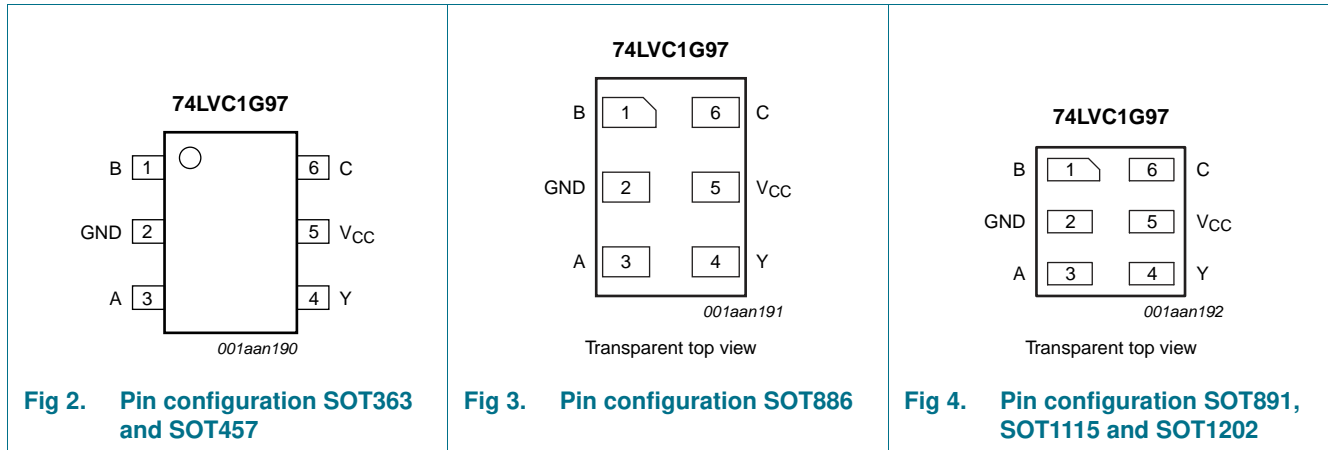 74LVC1G97
B 1 6 C
GND 2 5 VCC
A 3 4 Y
001aan190
Fig 2. Pin configuration SOT363
and SOT457
74LVC1G97
B 1 6 C
GND 2 5 VCC
A 3 4 Y
001aan191
Transparent top view
Fig 3. Pin configuration SOT886
74LVC1G97
B 1 6 C
GND 2 5 VCC
A 3 4 Y
001aan192
Transparent top view
Fig 4. Pin configuration SOT891,
SOT1115 and SOT1202